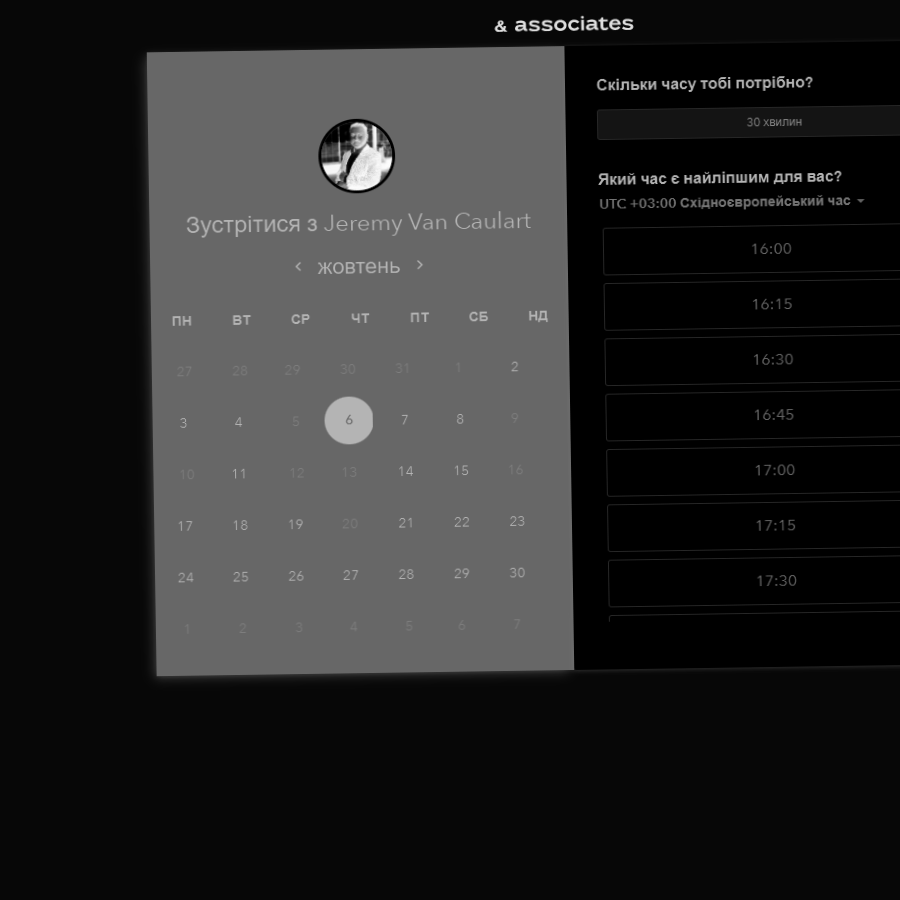 & associates
Зустрітися з Jeremy Van Caulart
жовтень
ПН ВТ СР ЧТ ПТ СБ НД
27 28 29 30 31 1 2
3 4 5 6 7 8 9
10 11 12 13 14 15 16
17 18 19 20 21 22 23
24 25 26 27 28 29 30
1 2 3 4 5 6 7
Скільки часу тобі потрібно?
30 хвилин
Який час є найліпшим для вас?
UTC +03:00 Східноєвропейський час
16:00
16:15
16:30
16:45
17:00
17:15
17:30